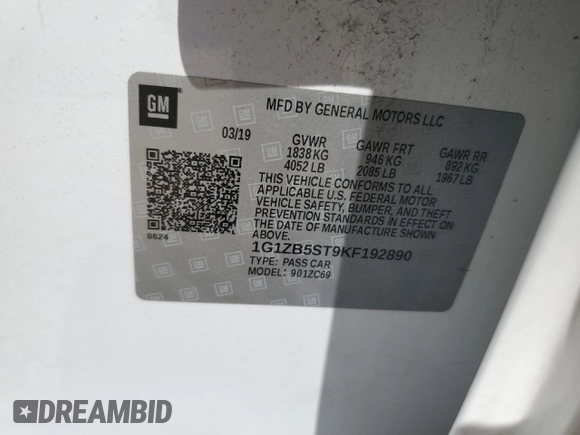 GM
MFD BY GENERAL MOTORS LLC
03/19
GVWR GAWR FRT GAWR RR
1838 KG 946 KG 892 KG
4052 LB 2085 LB 1967 LB
THIS VEHICLE CONFORMS TO ALL
APPLICABLE U.S. FEDERAL MOTOR
VEHICLE SAFETY, BUMPER, AND THEFT
PREVENTION STANDARDS IN EFFECT ON
THE DATE OF MANUFACTURE SHOWN
ABOVE.
8624
1G1ZB5ST9KF192890
TYPE: PASS CAR
MODEL: 901ZC69
DREAMBID